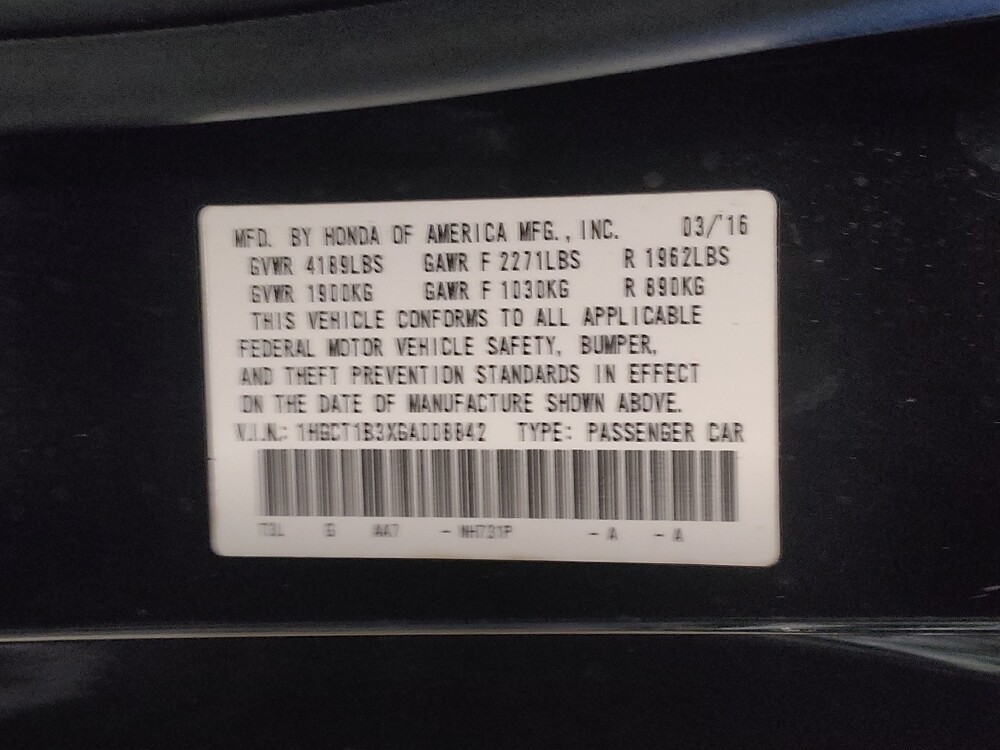 MFD. BY HONDA OF AMERICA MFG., INC. 03/'16
GVWR 4189LBS GAWR F 2271LBS R 1962LBS
GVWR 1900KG GAWR F 1030KG R 890KG
THIS VEHICLE CONFORMS TO ALL APPLICABLE
FEDERAL MOTOR VEHICLE SAFETY, BUMPER,
AND THEFT PREVENTION STANDARDS IN EFFECT
ON THE DATE OF MANUFACTURE SHOWN ABOVE.
V.I.N.: 1HGCT1B3XGA008842 TYPE: PASSENGER CAR
G AA7 - NH731P - A - A